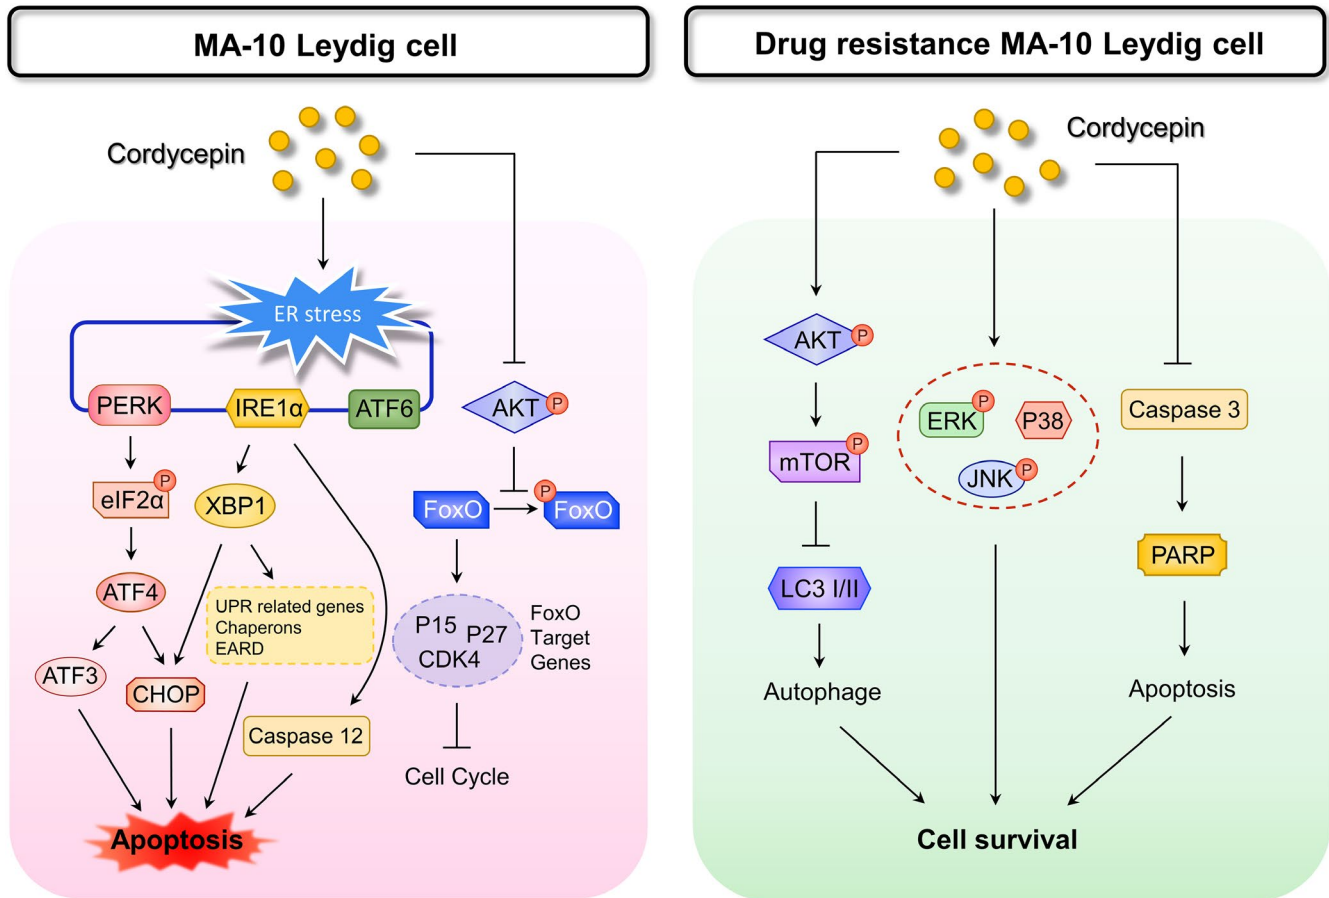 MA-10 Leydig cell
Cordycepin
ER stress
PERK
IRE1α
ATF6
AKT
P
eIF2α
P
XBP1
FoxO
P
FoxO
ATF4
UPR related genes
Chaperons
EARD
P15
P27
CDK4
FoxO
Target
Genes
ATF3
CHOP
Caspase 12
Cell Cycle
Apoptosis
Drug resistance MA-10 Leydig cell
Cordycepin
AKT
P
ERK
P
P38
JNK
P
Caspase 3
mTOR
P
PARP
LC3 I/II
Autophage
Apoptosis
Cell survival